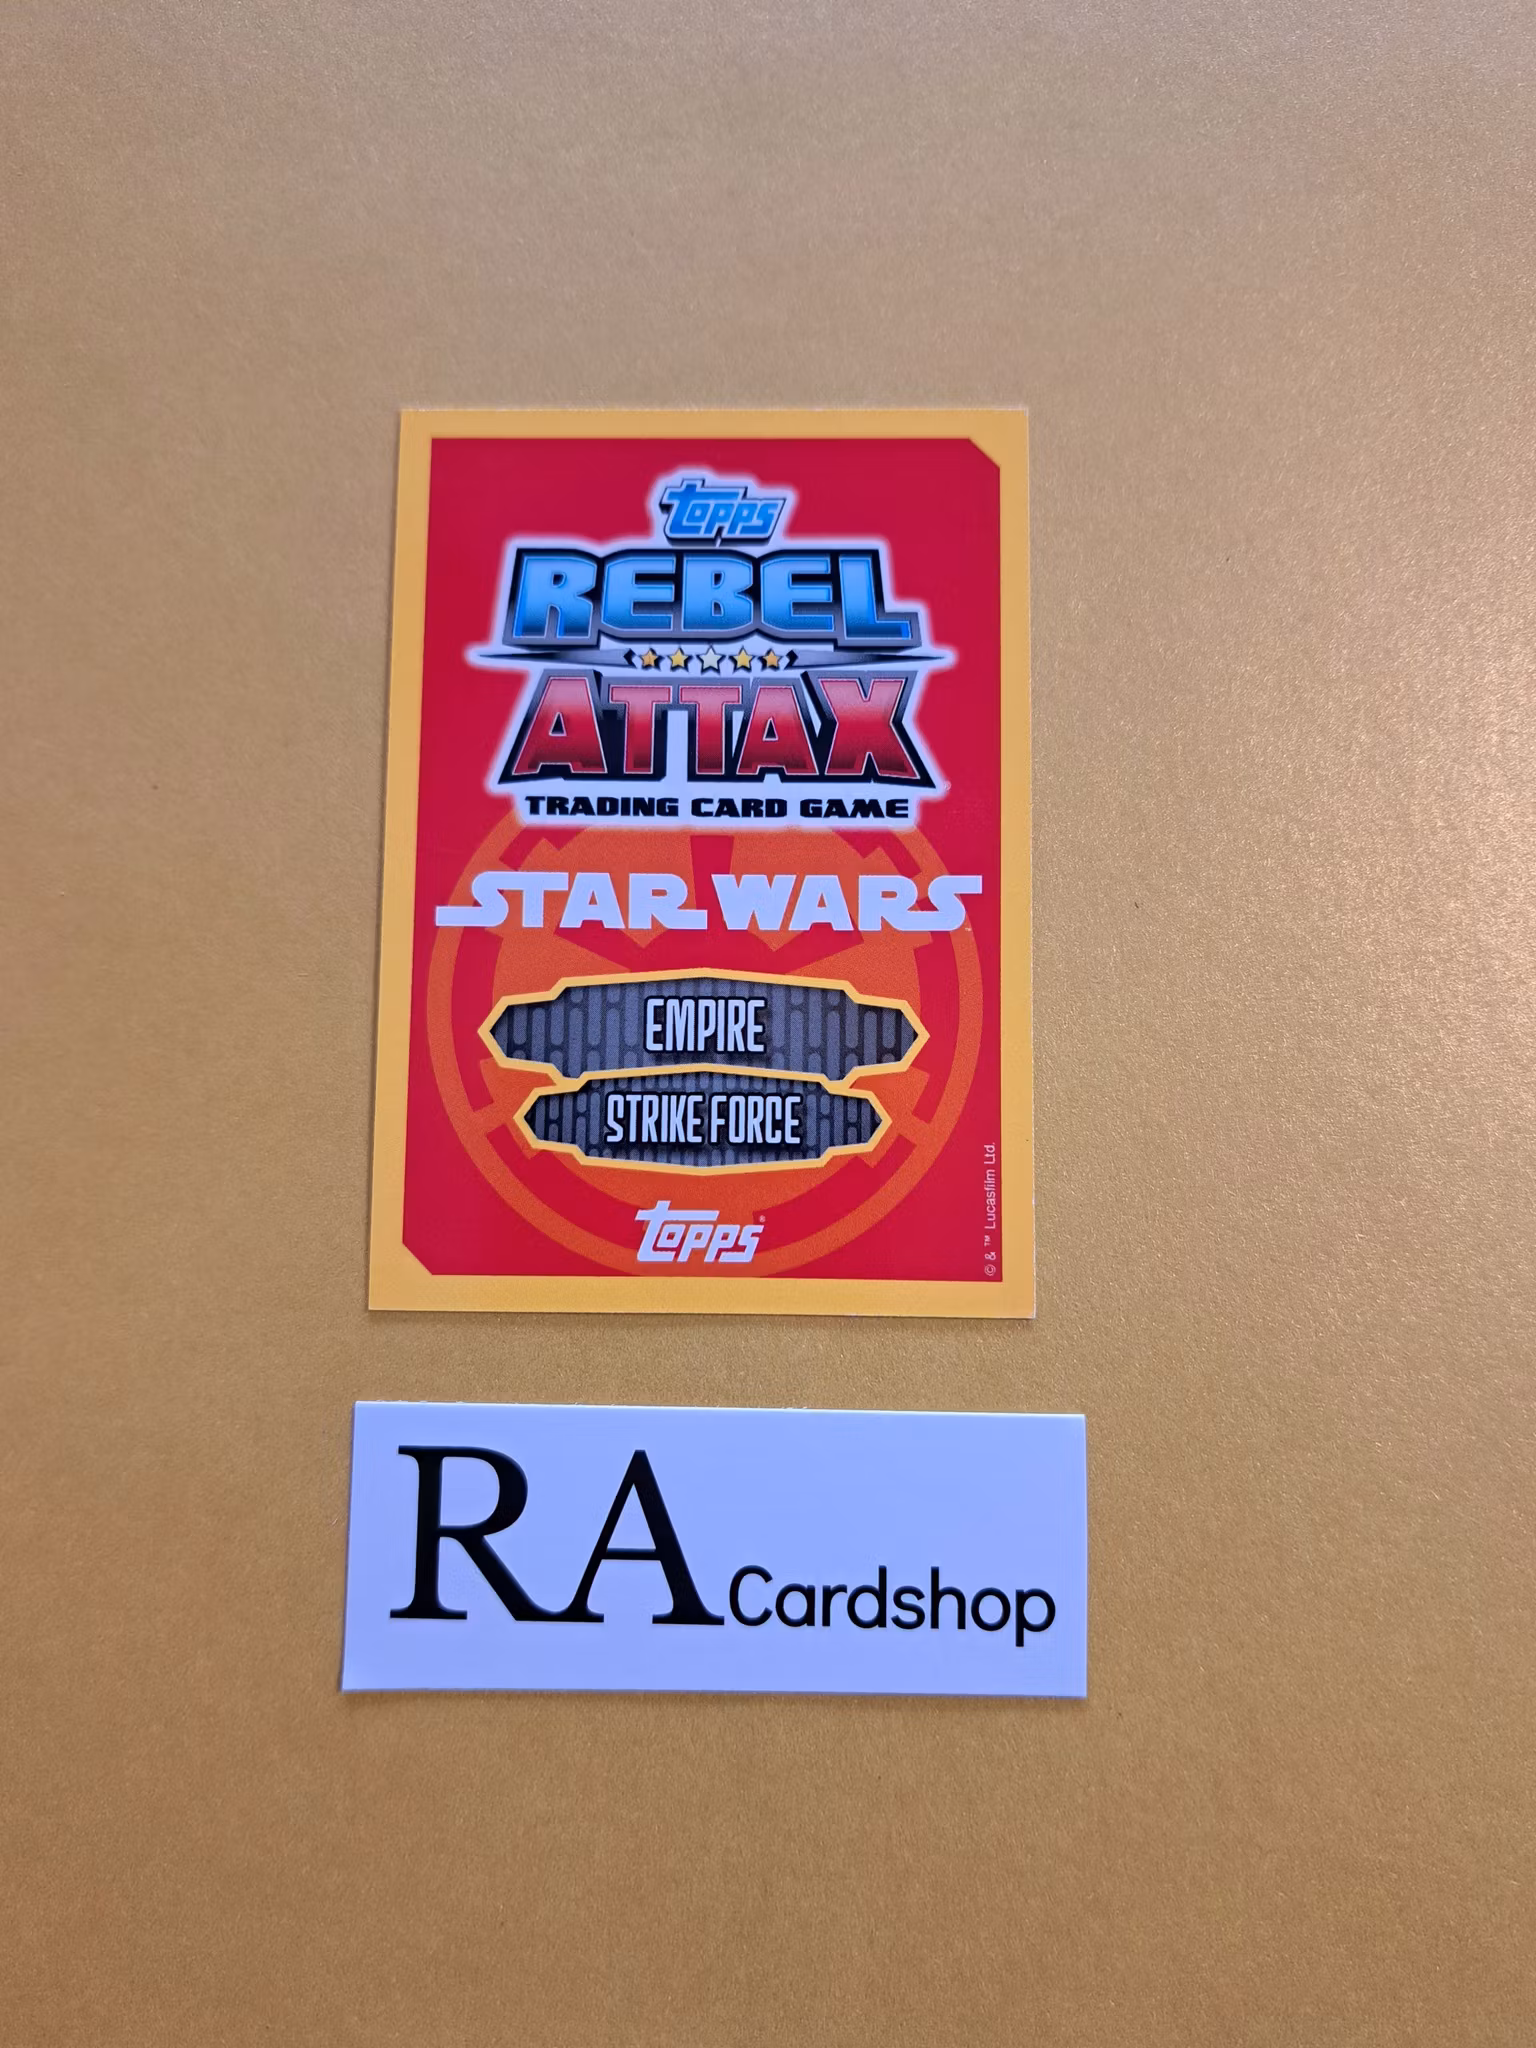 topps
REBEL
ATTAX
TRADING CARD GAME
STAR WARS
EMPIRE
STRIKE FORCE
topps®
© & ™ Lucasfilm Ltd.
RA Cardshop